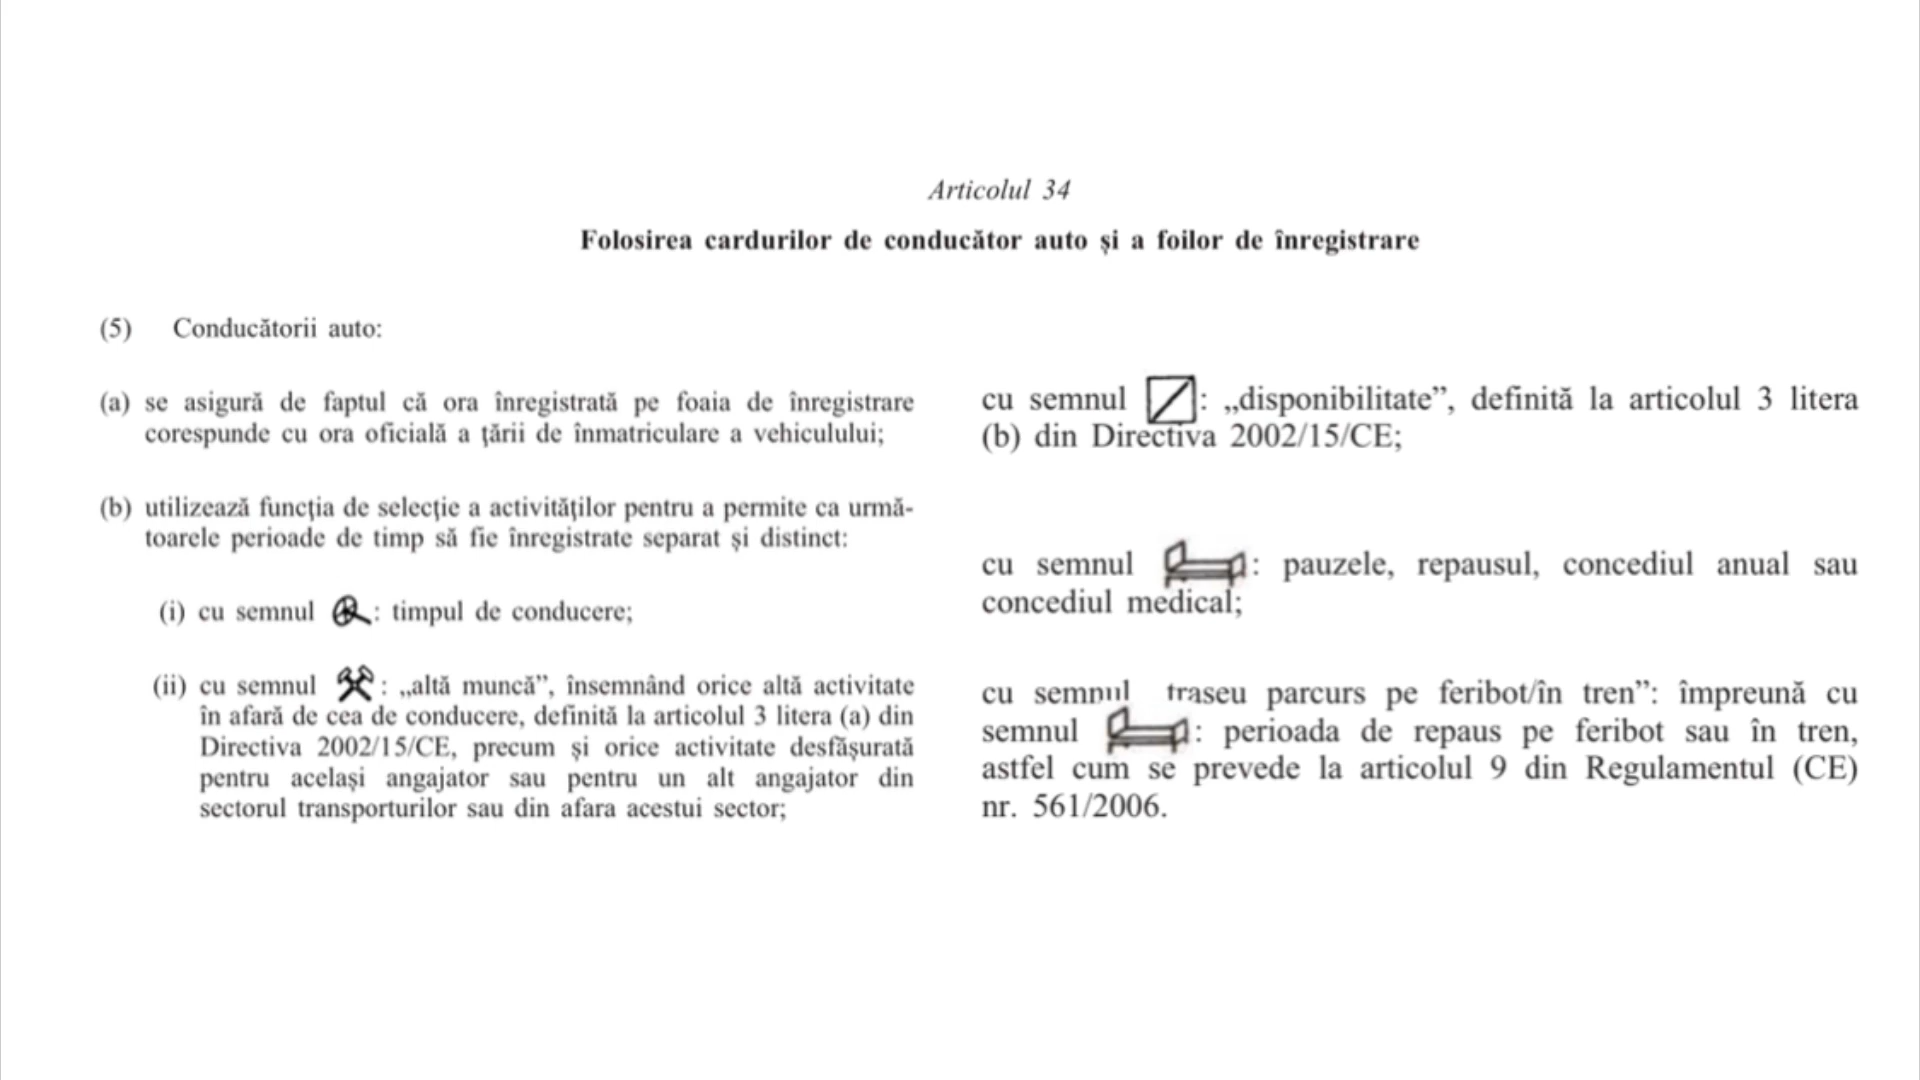 Articolul 34
Folosirea cardurilor de conducător auto și a foilor de înregistrare
(5) Conducătorii auto:
(a) se asigură de faptul că ora înregistrată pe foaia de înregistrare
corespunde cu ora oficială a țării de înmatriculare a vehiculului;
(b) utilizează funcția de selecție a activităților pentru a permite ca urmă-
toarele perioade de timp să fie înregistrate separat și distinct:
(i) cu semnul : timpul de conducere;
(ii) cu semnul : „altă muncă”, însemnând orice altă activitate
în afară de cea de conducere, definită la articolul 3 litera (a) din
Directiva 2002/15/CE, precum și orice activitate desfășurată
pentru același angajator sau pentru un alt angajator din
sectorul transporturilor sau din afara acestui sector;
cu semnul : „disponibilitate”, definită la articolul 3 litera
(b) din Directiva 2002/15/CE;
cu semnul : pauzele, repausul, concediul anual sau
concediul medical;
cu semnul traseu parcurs pe feribot/în tren”: împreună cu
semnul : perioada de repaus pe feribot sau în tren,
astfel cum se prevede la articolul 9 din Regulamentul (CE)
nr. 561/2006.